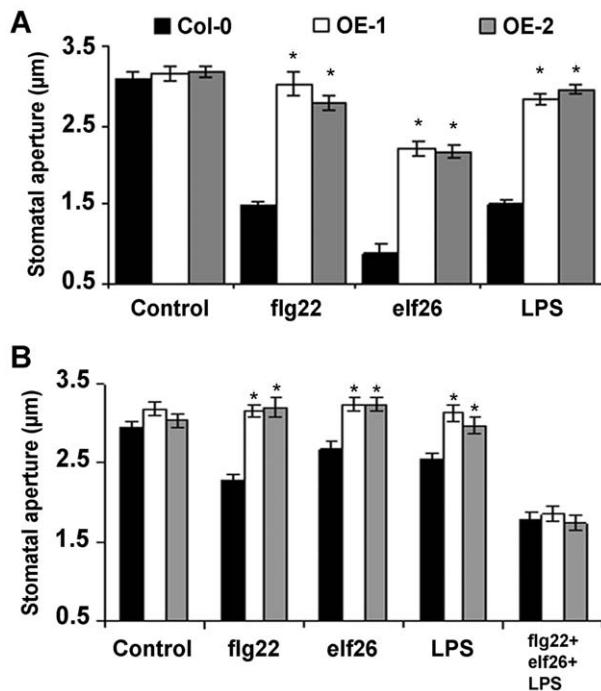 A
Col-0 OE-1 OE-2
Stomatal aperture (μm)
3.5
2.5
1.5
0.5
* * * * * *
Control flg22 elf26 LPS
B
Stomatal aperture (μm)
3.5
2.5
1.5
0.5
* * * * * *
Control flg22 elf26 LPS flg22+
elf26+
LPS